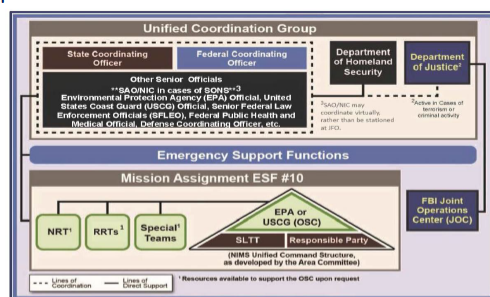 Unified Coordination Group
State Coordinating
Officer
Federal Coordinating
Officer
Other Senior Officials
**SAO/NIC in cases of SONS**³
Environmental Protection Agency (EPA) Official, United
States Coast Guard (USCG) Official, Senior Federal Law
Enforcement Officials (SFLEO), Federal Public Health and
Medical Official, Defense Coordinating Officer, etc.
Department
of Homeland
Security
Department
of Justice²
³SAO/NIC may
coordinate virtually,
rather than be stationed
at JFO.
²Active in Cases of
terrorism or
criminal activity
Emergency Support Functions
Mission Assignment ESF #10
NRT¹
RRTs¹
Special¹
Teams
EPA or
USCG (OSC)
SLTT
Responsible Party
(NIMS Unified Command Structure,
as developed by the Area Committee)
FBI Joint
Operations
Center (JOC)
Lines of
Coordination
Lines of
Direct Support
¹ Resources available to support the OSC upon request